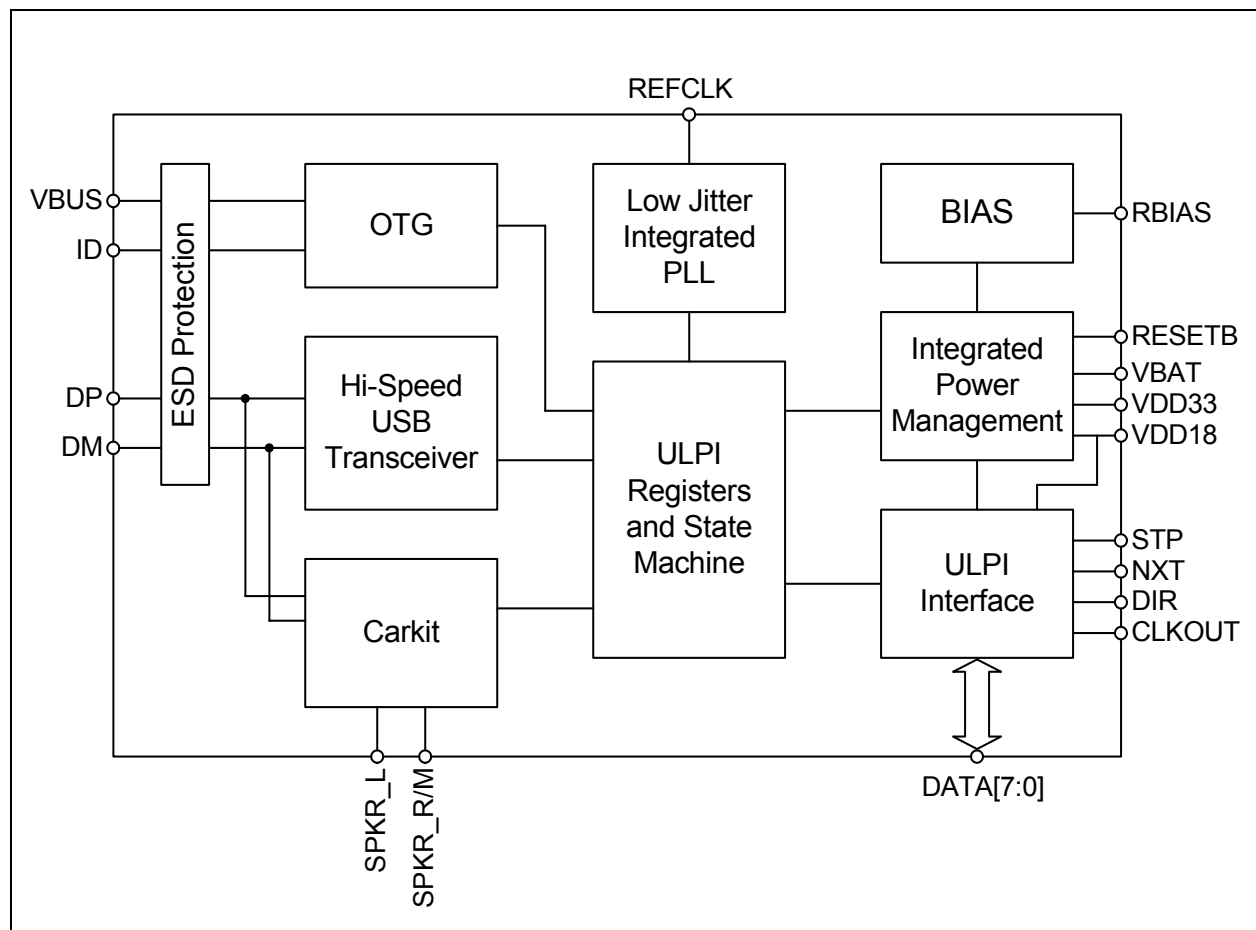 REFCLK
VBUS
ID
DP
DM
ESD Protection
OTG
Hi-Speed
USB
Transceiver
Carkit
SPKR_L
SPKR_R/M
Low Jitter
Integrated
PLL
ULPI
Registers
and State
Machine
BIAS
RBIAS
Integrated
Power
Management
RESETB
VBAT
VDD33
VDD18
ULPI
Interface
STP
NXT
DIR
CLKOUT
DATA[7:0]